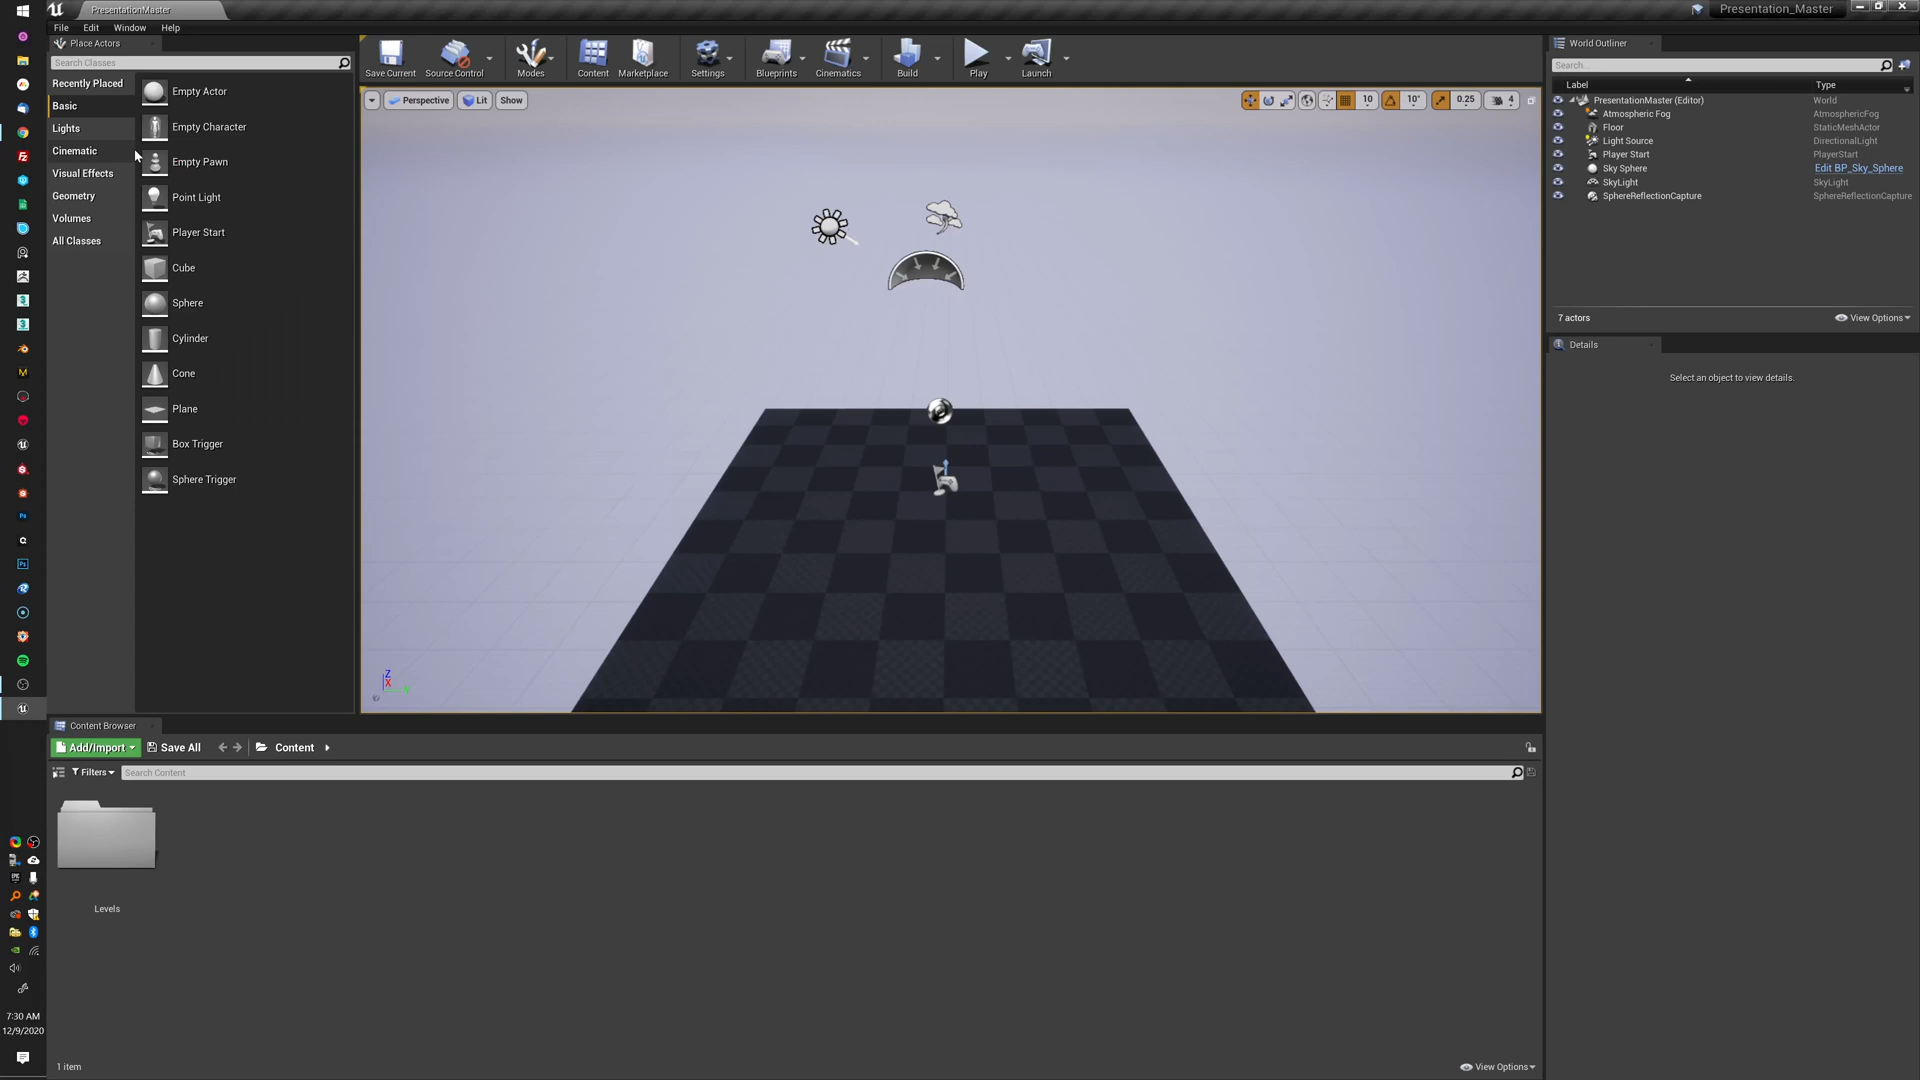 PresentationMaster
Presentation_Master
File Edit Window Help
Place Actors
Search Classes
Recently Placed
Basic
Lights
Cinematic
Visual Effects
Geometry
Volumes
All Classes
Empty Actor
Empty Character
Empty Pawn
Point Light
Player Start
Cube
Sphere
Cylinder
Cone
Plane
Box Trigger
Sphere Trigger
Save Current Source Control Modes Content Marketplace Settings Blueprints Cinematics Build Play Launch
Perspective Lit Show
10 10° 0.25 4
Z
X
World Outliner
Search...
Label Type
PresentationMaster (Editor) World
Atmospheric Fog AtmosphericFog
Floor StaticMeshActor
Light Source DirectionalLight
Player Start PlayerStart
Sky Sphere Edit BP_Sky_Sphere
SkyLight SkyLight
SphereReflectionCapture SphereReflectionCapture
7 actors View Options
Details
Select an object to view details.
Content Browser
Add/Import Save All Content
Filters Search Content
Levels
1 item View Options
7:30 AM
12/9/2020